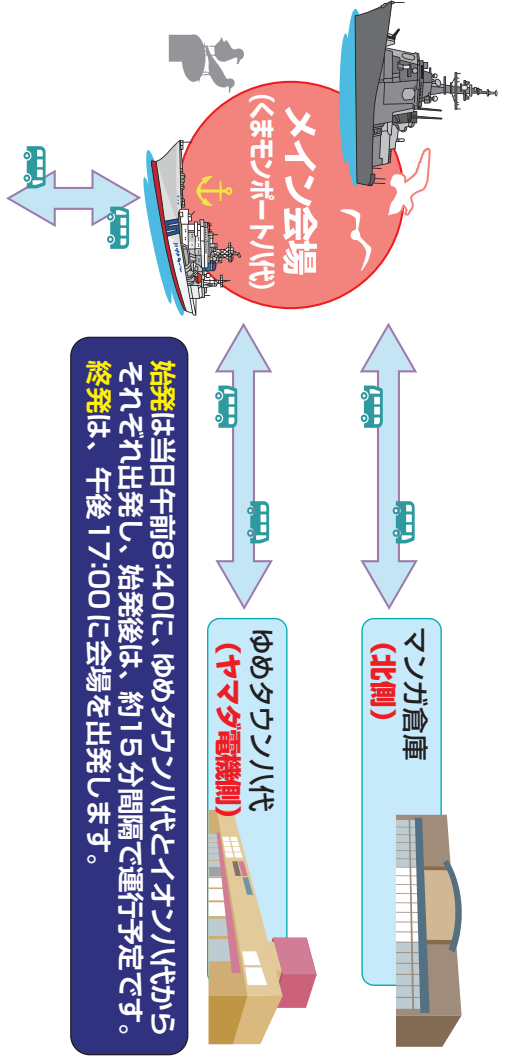 メイン会場
(くまモンポート八代)
マンガ倉庫
(北側)
ゆめタウン八代
(ヤマダ電機側)
始発は当日午前8:40に、ゆめタウン八代とイオン八代から
それぞれ出発し、始発後は、約15分間隔で運行予定です。
終発は、午後17:00に会場を出発します。